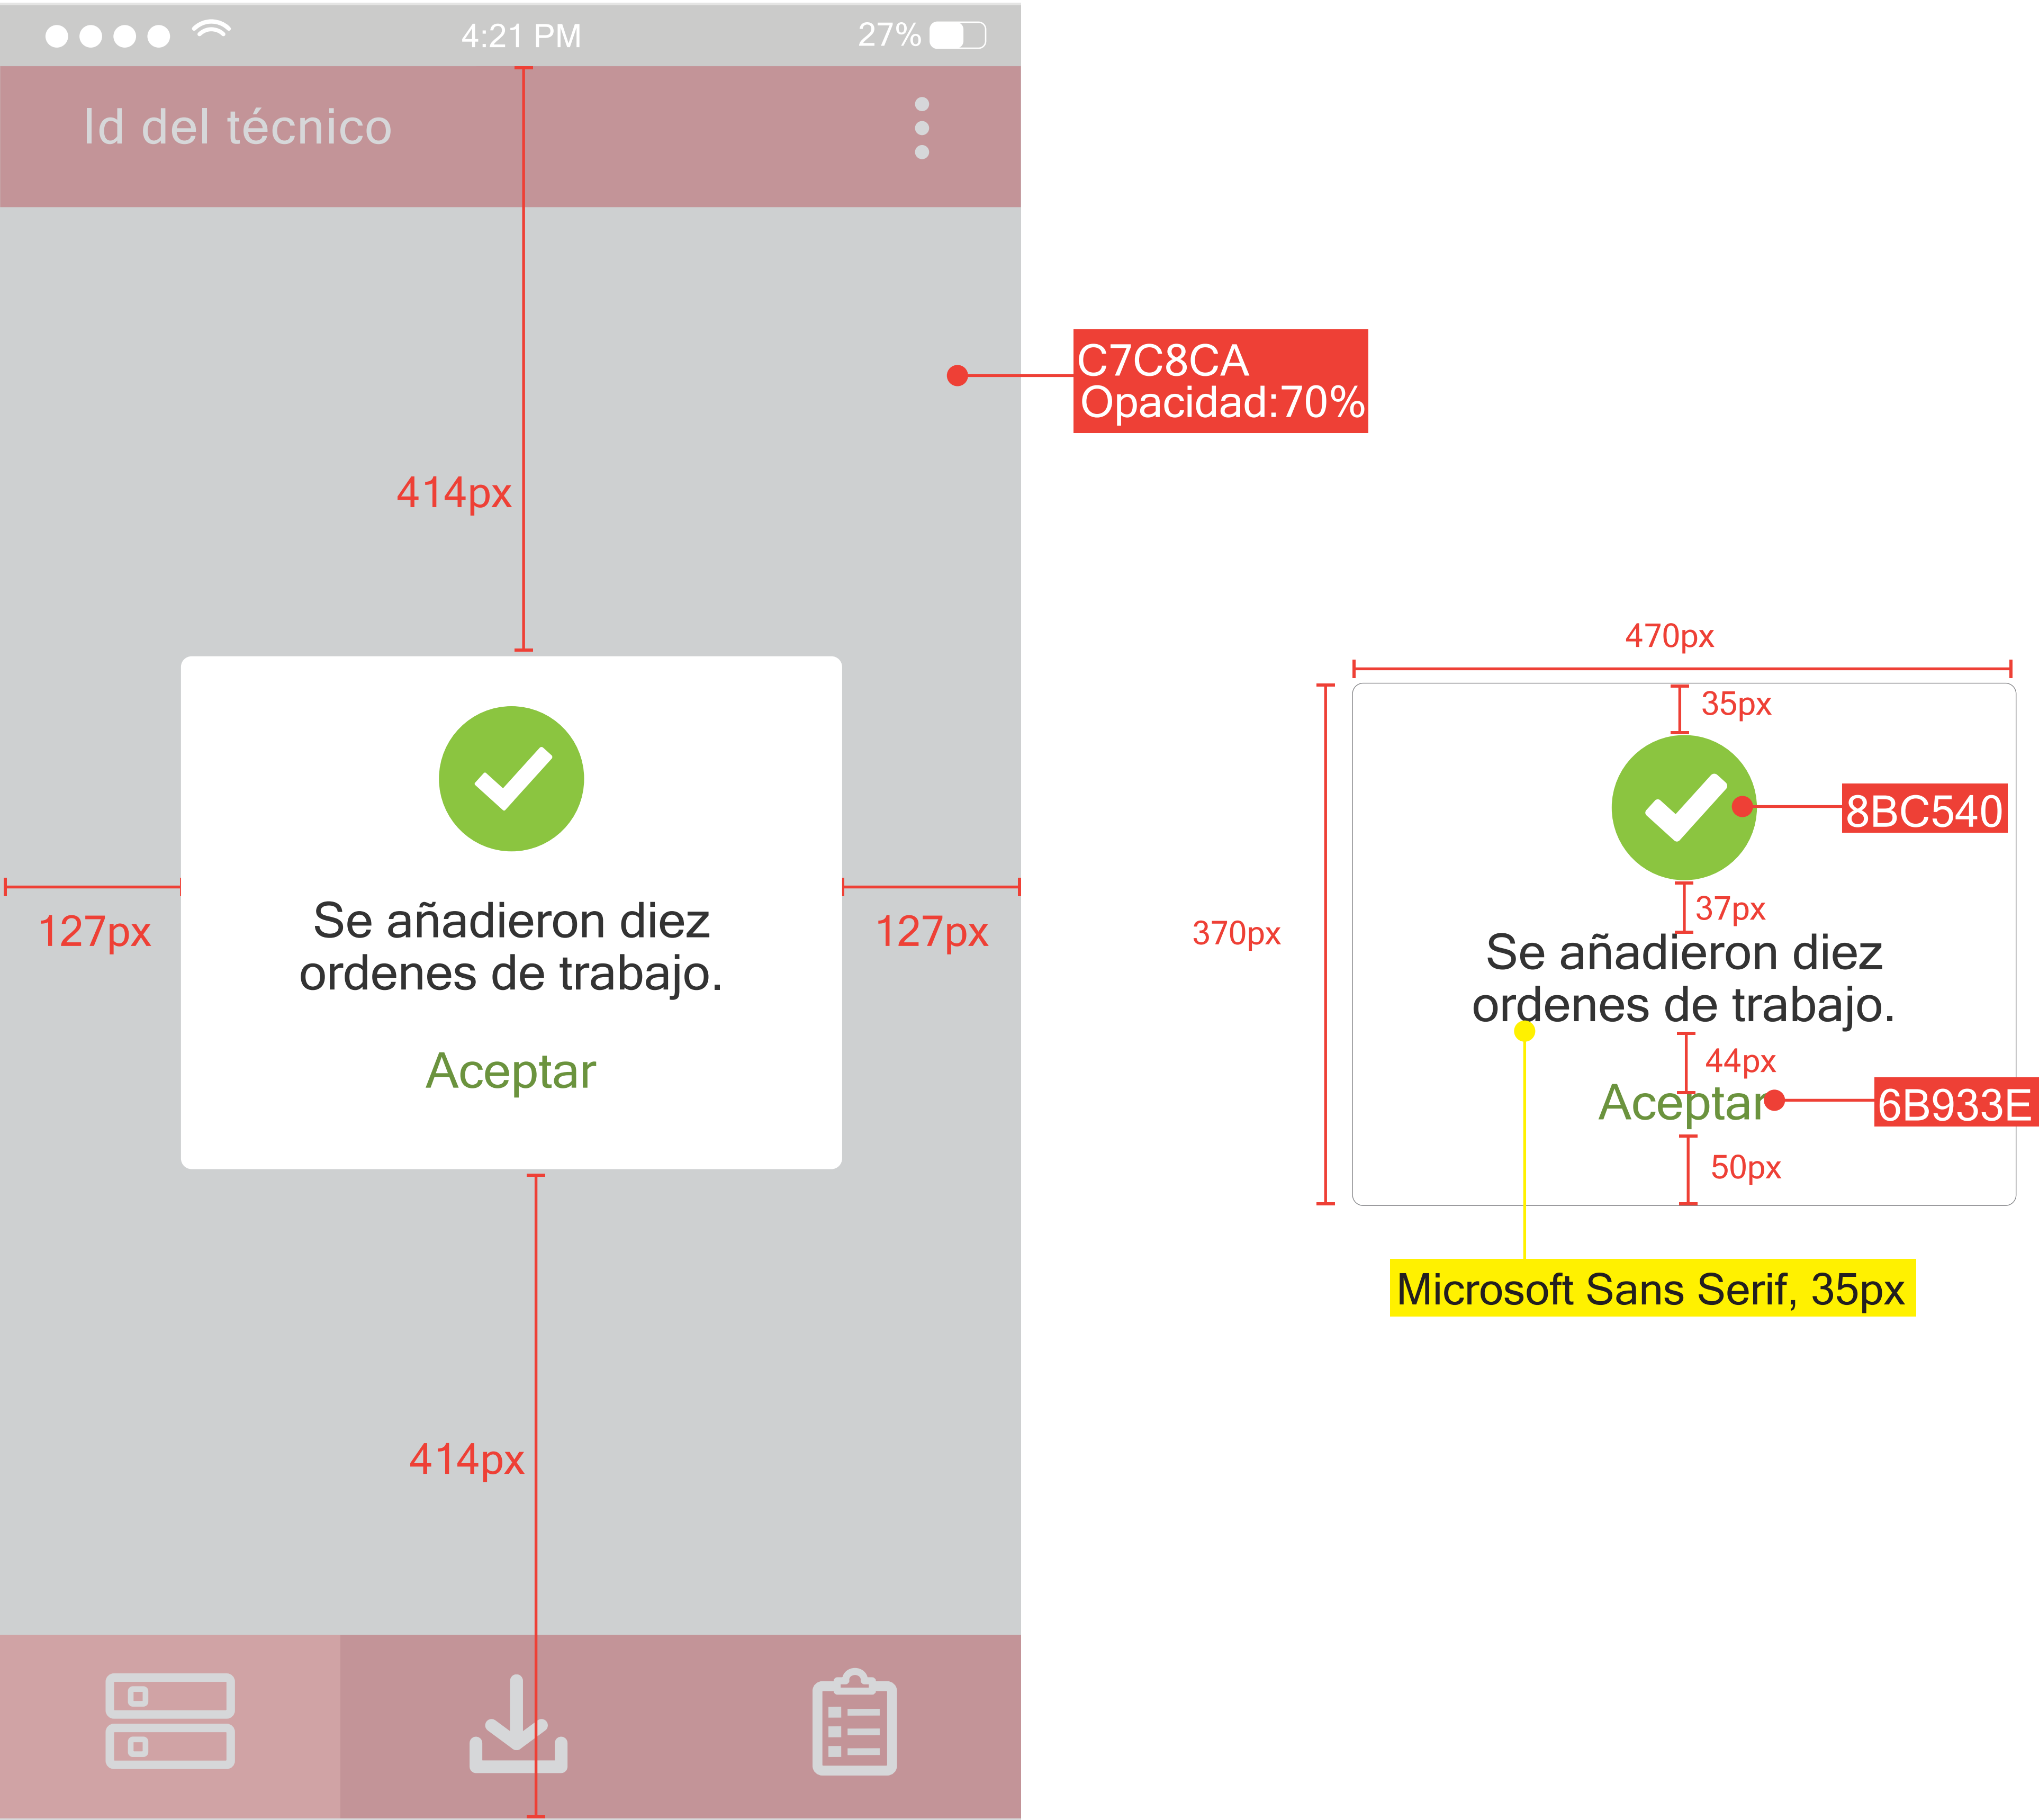 4:21 PM
27%
Id del técnico
C7C8CA
Opacidad:70%
414px
127px
127px
Se añadieron diez
ordenes de trabajo.
Aceptar
414px
470px
35px
8BC540
370px
37px
Se añadieron diez
ordenes de trabajo.
44px
Aceptar
6B933E
50px
Microsoft Sans Serif, 35px